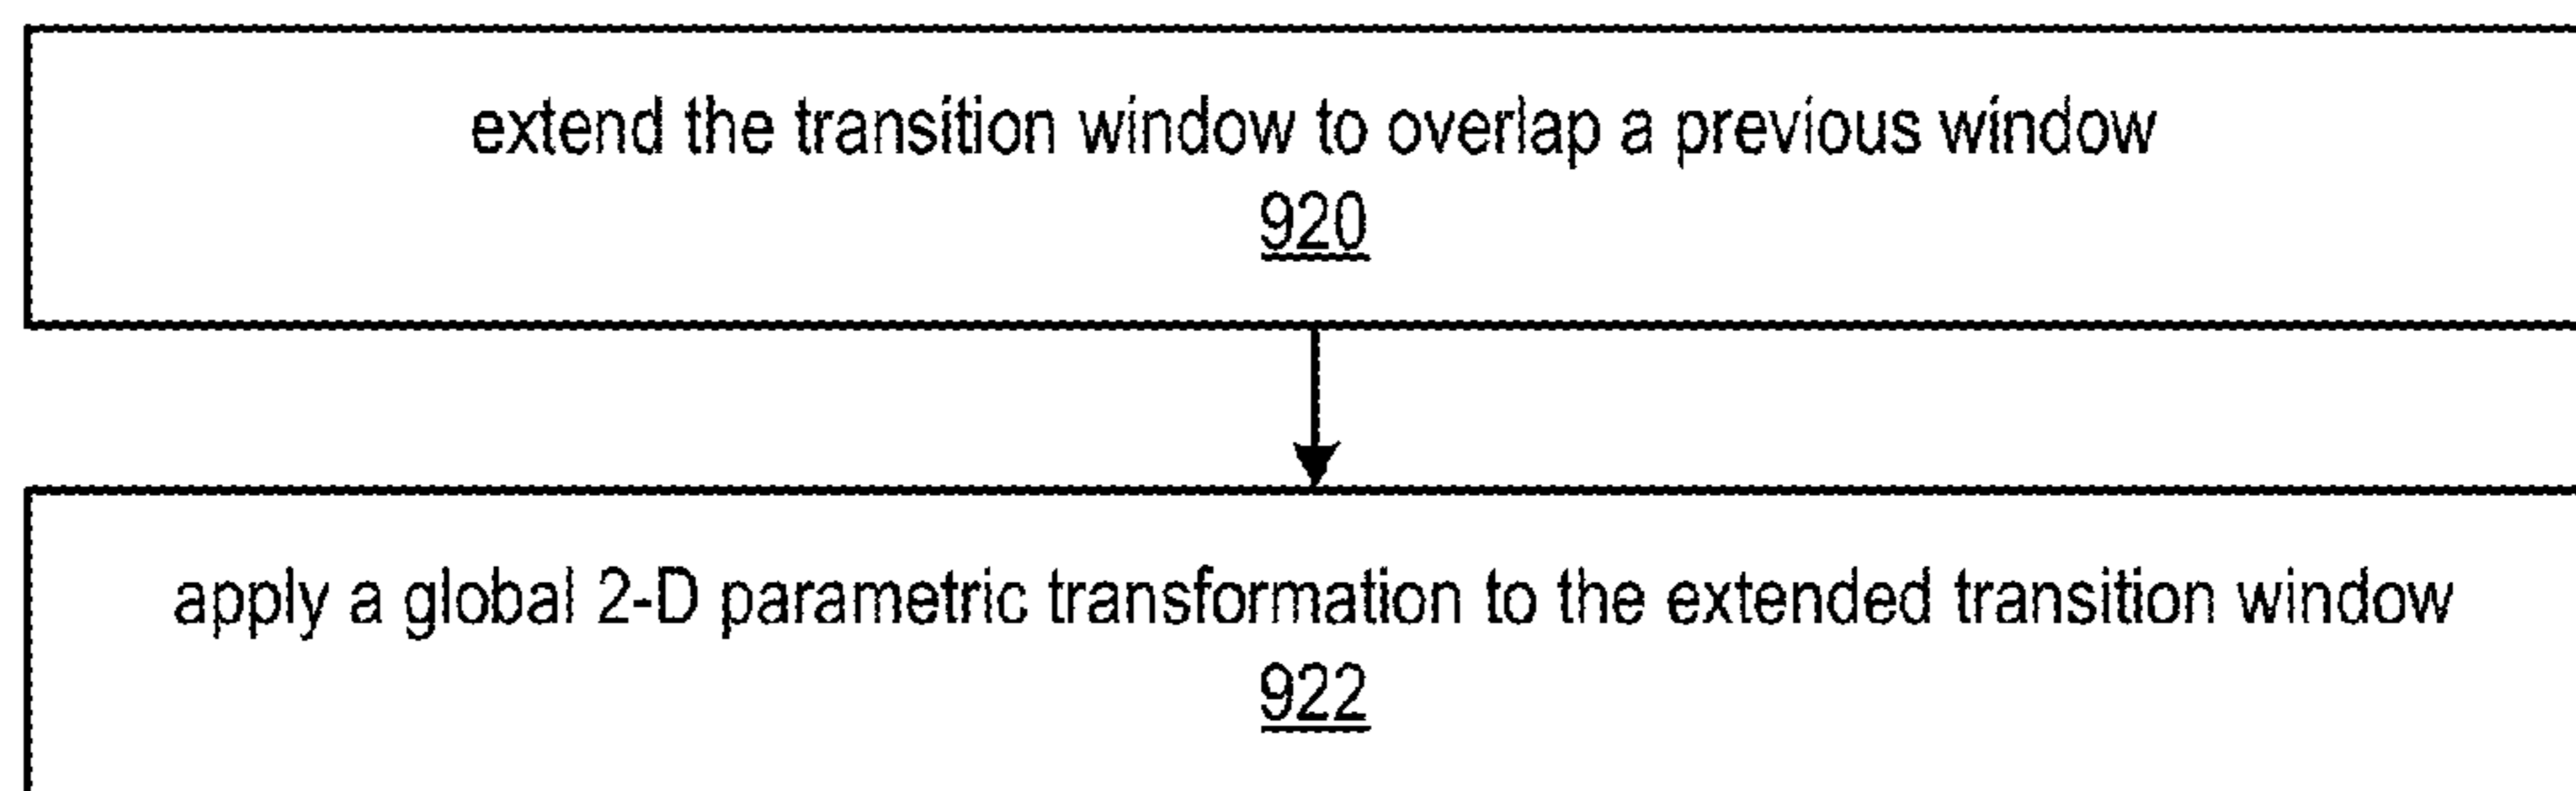 extend the transition window to overlap a previous window
920
apply a global 2-D parametric transformation to the extended transition window
922